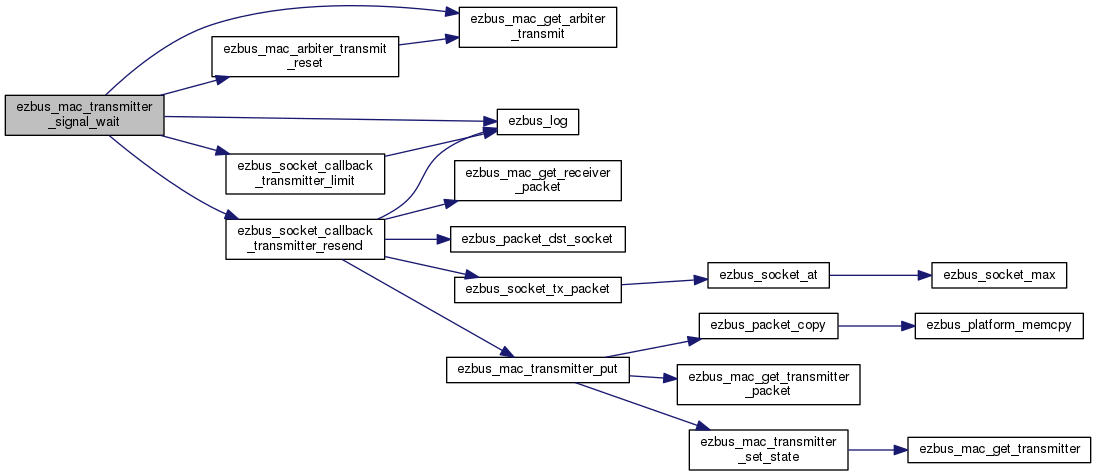 ezbus_mac_transmitter
_signal_wait
ezbus_mac_get_arbiter
_transmit
ezbus_mac_arbiter_transmit
_reset
ezbus_log
ezbus_socket_callback
_transmitter_limit
ezbus_socket_callback
_transmitter_resend
ezbus_mac_get_receiver
_packet
ezbus_packet_dst_socket
ezbus_socket_tx_packet
ezbus_mac_transmitter_put
ezbus_socket_at
ezbus_socket_max
ezbus_packet_copy
ezbus_platform_memcpy
ezbus_mac_get_transmitter
_packet
ezbus_mac_transmitter
_set_state
ezbus_mac_get_transmitter